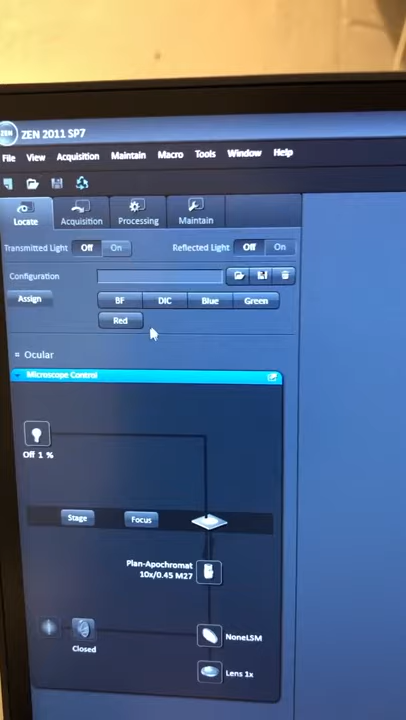 ZEN ZEN 2011 SP7
File View Acquisition Maintain Macro Tools Window Help
Locate Acquisition Processing Maintain
Transmitted Light Off On Reflected Light Off On
Configuration
Assign BF DIC Blue Green
Red
Ocular
Microscope Control
Off 1 %
Stage Focus
Plan-Apochromat
10x/0.45 M27
NoneLSM
Closed
Lens 1x